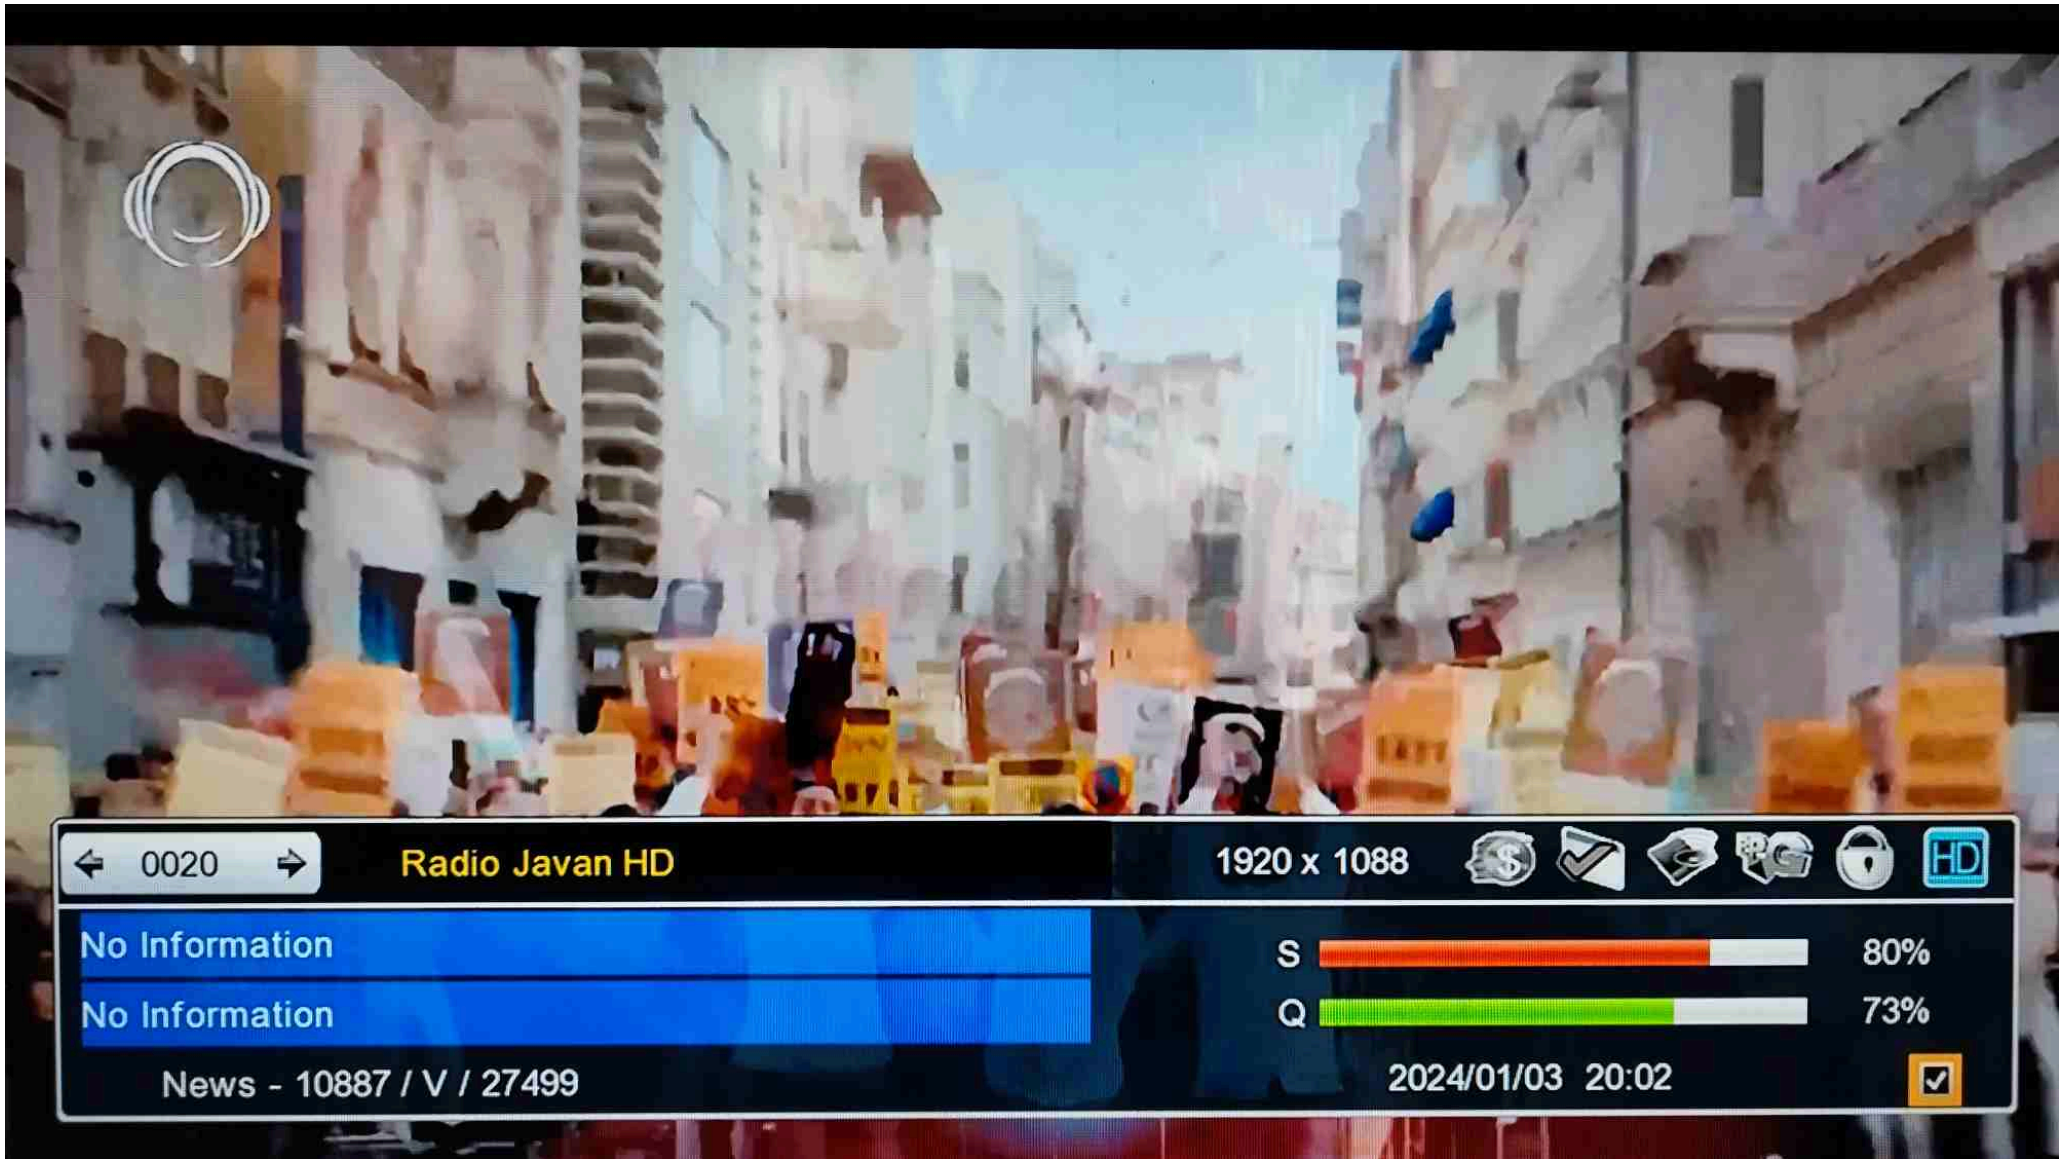 0020 Radio Javan HD 1920 x 1088 $ HD
No Information
S 80%
No Information
Q 73%
News - 10887 / V / 27499 2024/01/03 20:02